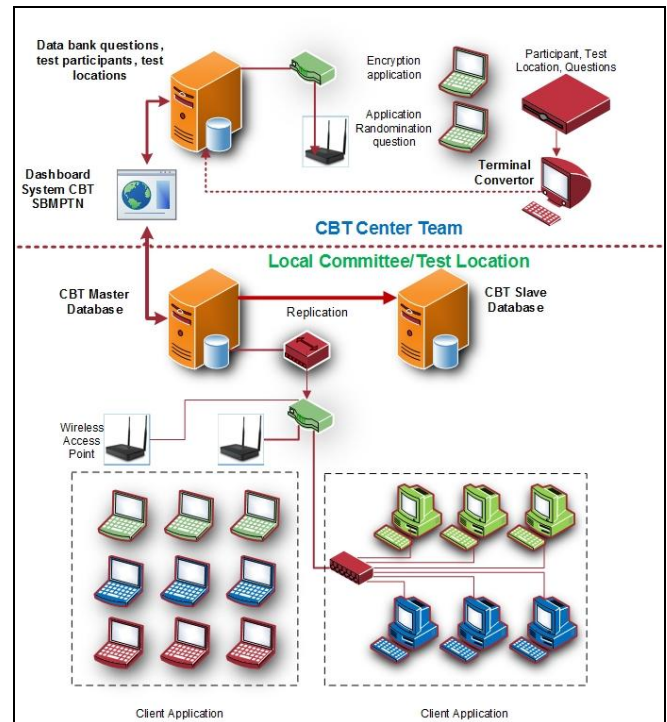 Data bank questions,
test participants, test
locations
Encryption
application
Application
Randomination
question
Participant, Test
Location, Questions
Terminal
Convertor
Dashboard
System CBT
SBMPTN
CBT Center Team
Local Committee/Test Location
CBT Master
Database
Replication
CBT Slave
Database
Wireless
Access
Point
Client Application
Client Application